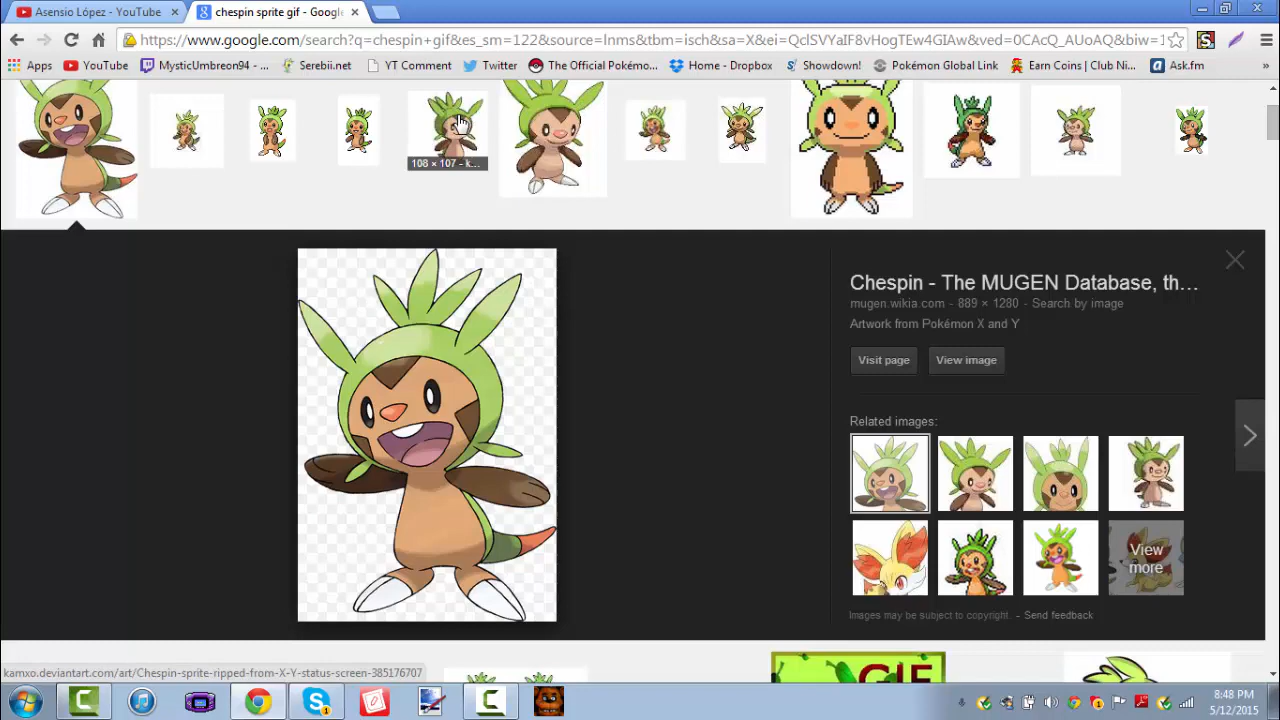 Asensio López - YouTube
chespin sprite gif - Googl
https://www.google.com/search?q=chespin+gif&es_sm=122&source=lnms&tbm=isch&sa=X&ei=QclSVYaIF8vHogTEw4GIAw&ved=0CAcQ_AUoAQ&biw=1
Apps
YouTube
MysticUmbreon94 - ...
Serebii.net
YT Comment
Twitter
The Official Pokémo...
Home - Dropbox
Showdown!
Pokémon Global Link
Earn Coins | Club Ni...
Ask.fm
»
108 × 107 - k...
Chespin - The MUGEN Database, th...
mugen.wikia.com - 889 × 1280 - Search by image
Artwork from Pokémon X and Y
Visit page
View image
Related images:
View more
Images may be subject to copyright. - Send feedback
GIF
kamxo.deviantart.com/art/Chespin-sprite-ripped-from-X-Y-status-screen-385176707
1
8:48 PM
5/12/2015